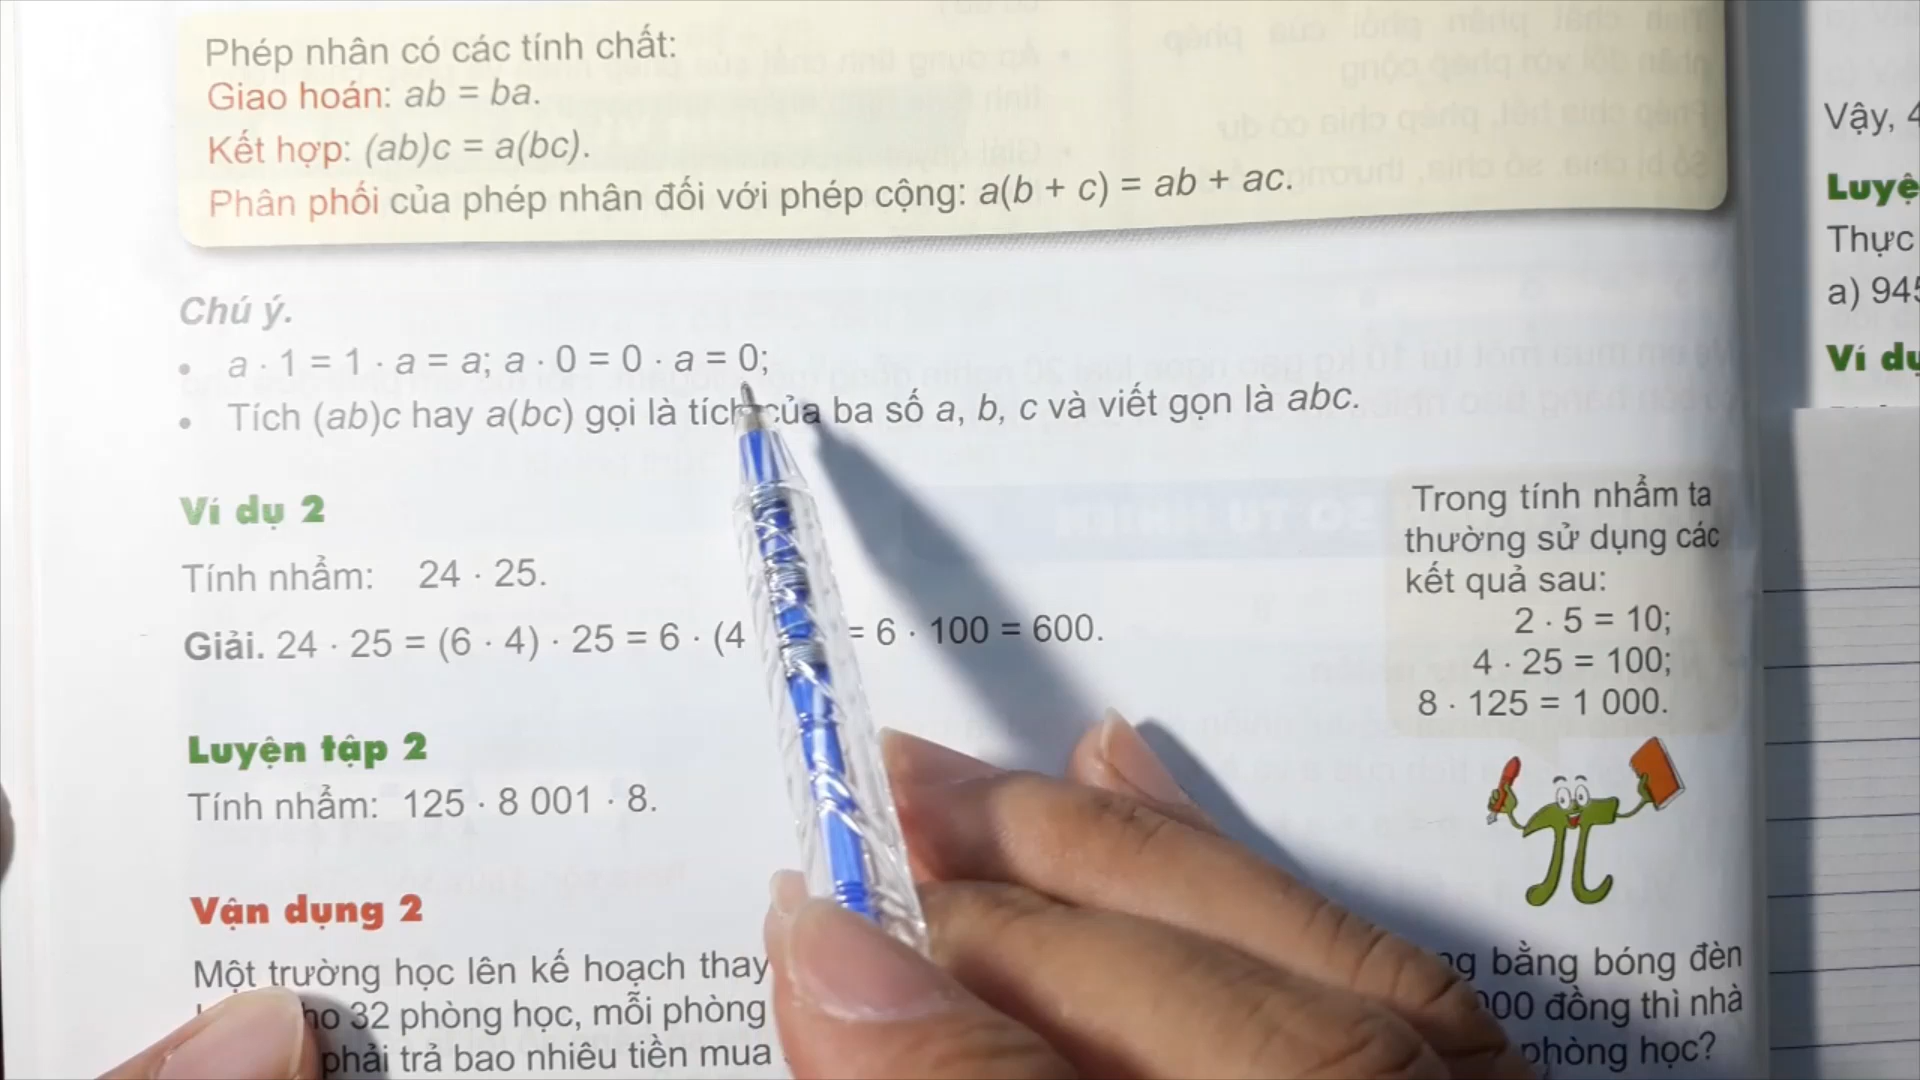 Phép nhân có các tính chất:
Giao hoán: ab = ba.
Kết hợp: (ab)c = a(bc).
Phân phối của phép nhân đối với phép cộng: a(b + c) = ab + ac.
Chú ý.
• a · 1 = 1 · a = a; a · 0 = 0 · a = 0;
• Tích (ab)c hay a(bc) gọi là tích của ba số a, b, c và viết gọn là abc.
Ví dụ 2
Tính nhẩm: 24 · 25.
Giải. 24 · 25 = (6 · 4) · 25 = 6 · (4 = 6 · 100 = 600.
Trong tính nhẩm ta
thường sử dụng các
kết quả sau:
2 · 5 = 10;
4 · 25 = 100;
8 · 125 = 1 000.
Luyện tập 2
Tính nhẩm: 125 · 8 001 · 8.
Vận dụng 2
Một trường học lên kế hoạch thay bằng bóng đèn
32 phòng học, mỗi phòng đồng thì nhà
phải trả bao nhiêu tiền mua phòng học?
Vậy,
Thực
a)
Ví dụ